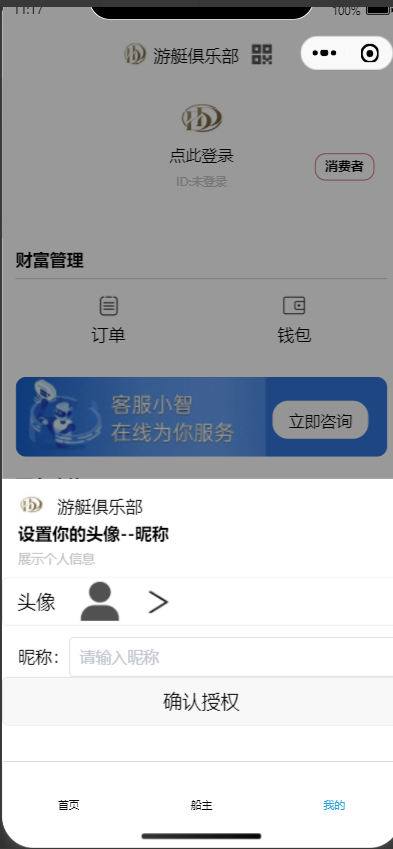 11:17 100%
游艇俱乐部
点此登录
ID:未登录
消费者
财富管理
订单 钱包
客服小智
在线为你服务
立即咨询
游艇俱乐部
设置你的头像--昵称
展示个人信息
头像
昵称: 请输入昵称
确认授权
首页 船主 我的